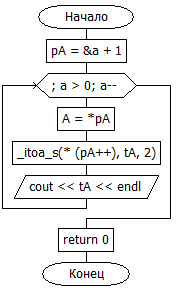 Начало
pA = &a + 1
; a > 0; a--
A = *pA
_itoa_s(* (pA++), tA, 2)
cout << tA << endl
return 0
Конец